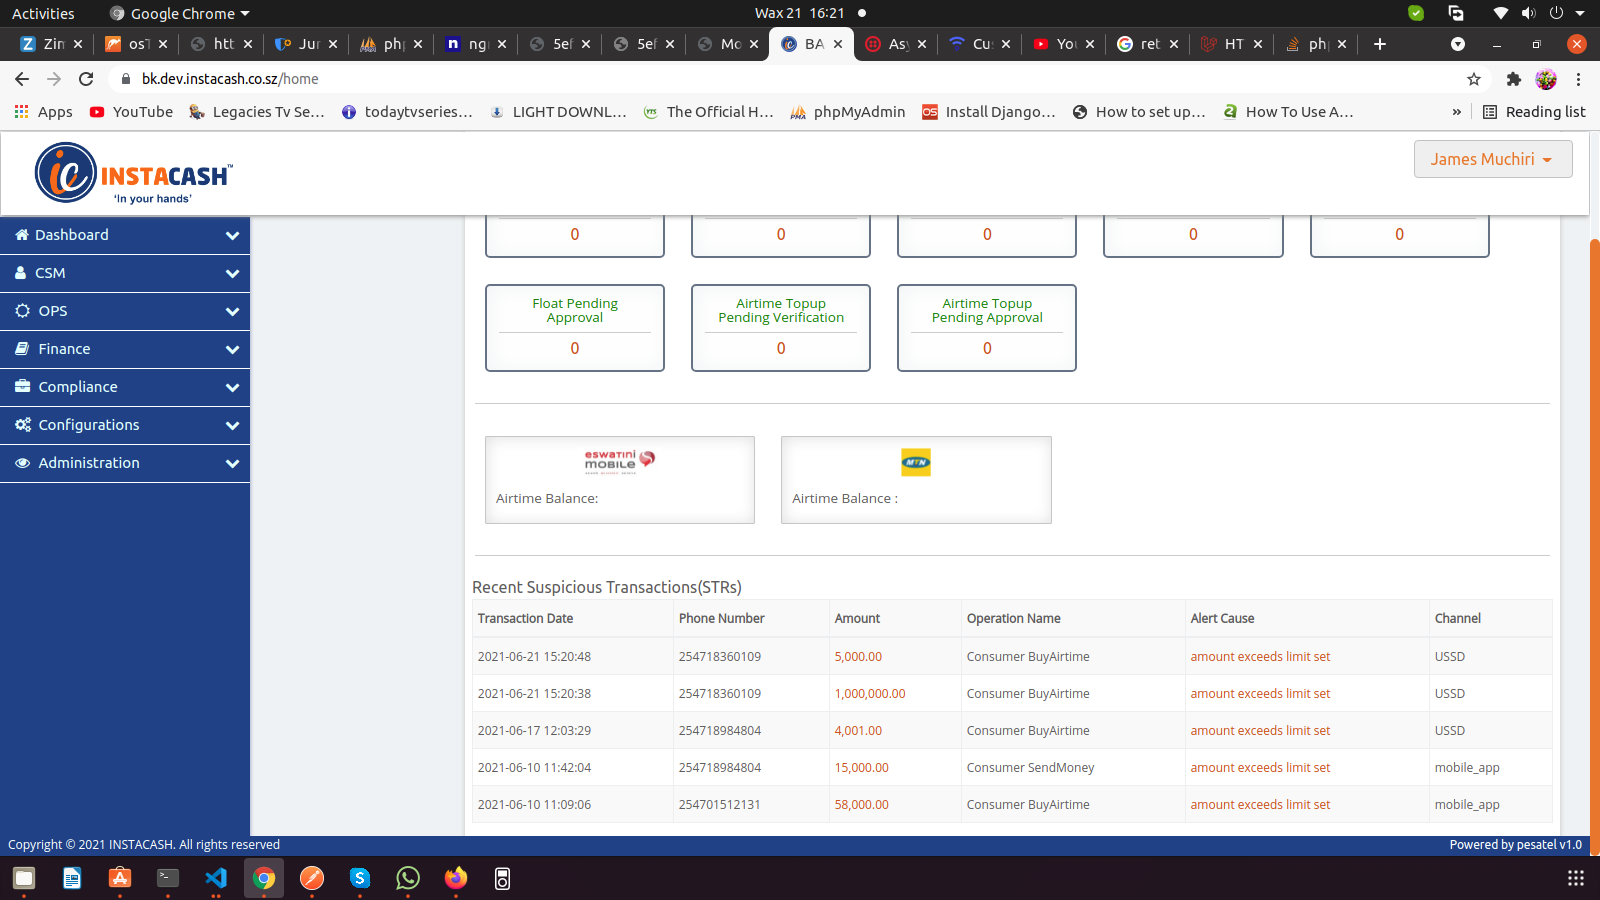 Activities Google Chrome Wax 21 16:21
Zim osT htt Jur php ngr 5ef 5ef Mo BA Asy Cus You ret HT php
bk.dev.instacash.co.sz/home
Apps YouTube Legacies Tv Se... todaytvseries... LIGHT DOWNL... The Official H... phpMyAdmin Install Django... How to set up... How To Use A... » Reading list
ic INSTACASH™
‘In your hands’
James Muchiri
Dashboard
CSM
OPS
Finance
Compliance
Configurations
Administration
0 0 0 0 0
Float Pending Approval
0
Airtime Topup Pending Verification
0
Airtime Topup Pending Approval
0
eswatini
MOBILE
Airtime Balance:
MTN
Airtime Balance :
Recent Suspicious Transactions(STRs)
Transaction Date Phone Number Amount Operation Name Alert Cause Channel
2021-06-21 15:20:48 254718360109 5,000.00 Consumer BuyAirtime amount exceeds limit set USSD
2021-06-21 15:20:38 254718360109 1,000,000.00 Consumer BuyAirtime amount exceeds limit set USSD
2021-06-17 12:03:29 254718984804 4,001.00 Consumer BuyAirtime amount exceeds limit set USSD
2021-06-10 11:42:04 254718984804 15,000.00 Consumer SendMoney amount exceeds limit set mobile_app
2021-06-10 11:09:06 254701512131 58,000.00 Consumer BuyAirtime amount exceeds limit set mobile_app
Copyright © 2021 INSTACASH. All rights reserved Powered by pesatel v1.0